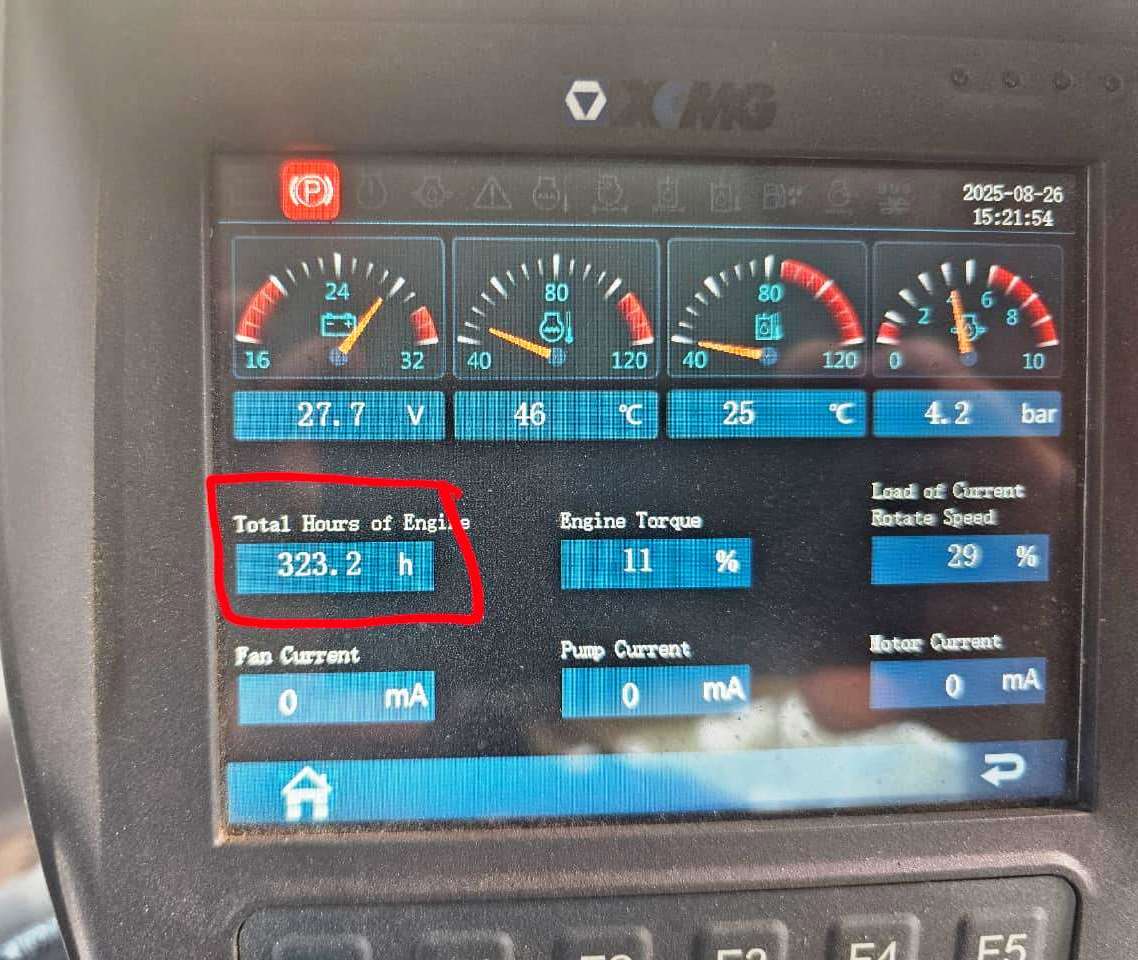 XCMG
P
2025-08-26
15:21:54
24
16
32
80
40
120
80
40
120
2
4
6
8
0
10
27.7 V
46 ℃
25 ℃
4.2 bar
Total Hours of Engine
323.2 h
Engine Torque
11 %
Load of Current
Rotate Speed
29 %
Fan Current
0 mA
Pump Current
0 mA
Motor Current
0 mA
F3
F4
F5